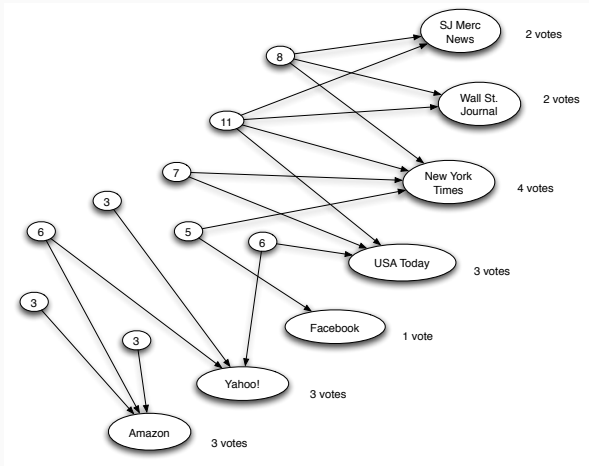 SJ Merc
News
2 votes
8
Wall St.
Journal
2 votes
11
7
New York
Times
4 votes
3
6
5
6
USA Today
3 votes
3
Facebook
1 vote
3
Yahoo!
3 votes
Amazon
3 votes